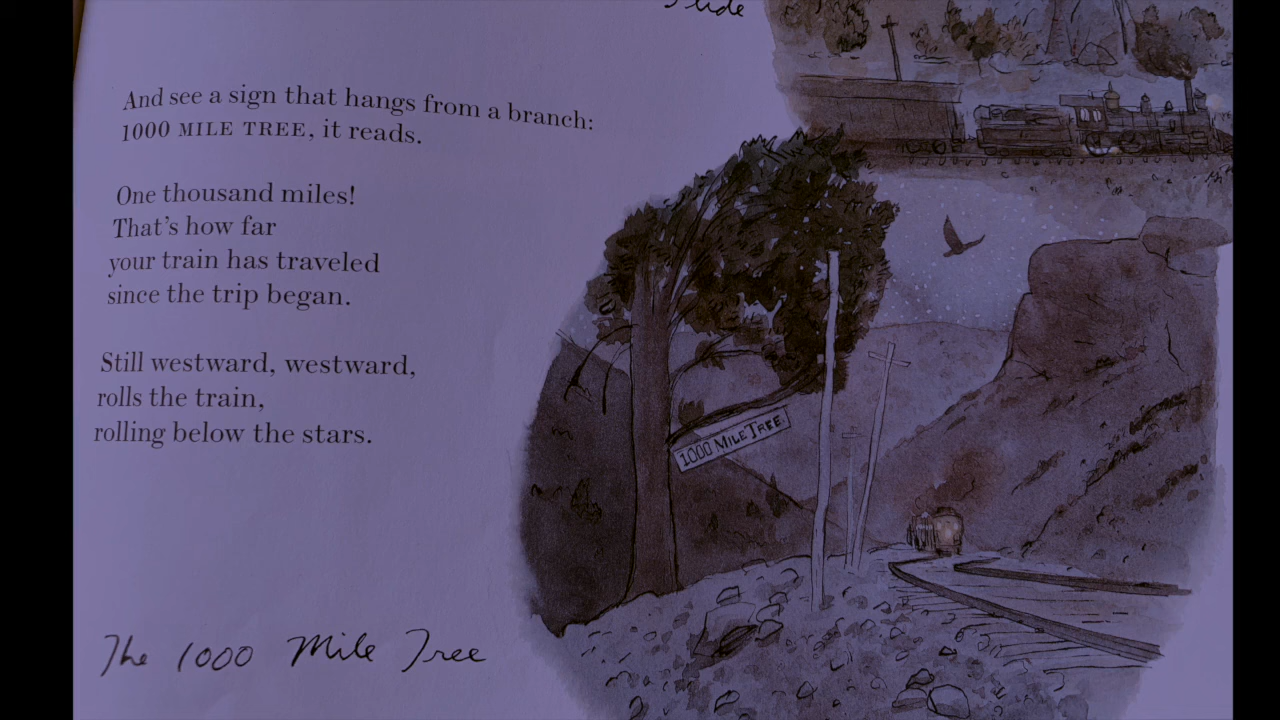 Slide
And see a sign that hangs from a branch:
1000 MILE TREE, it reads.
One thousand miles!
That's how far
your train has traveled
since the trip began.
Still westward, westward,
rolls the train,
rolling below the stars.
1000 MILE TREE.
The 1000 Mile Tree